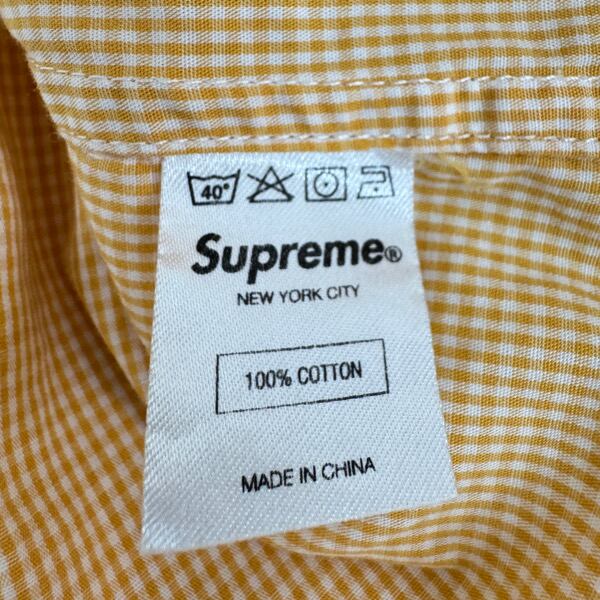 40°
Supreme®
NEW YORK CITY
100% COTTON
MADE IN CHINA